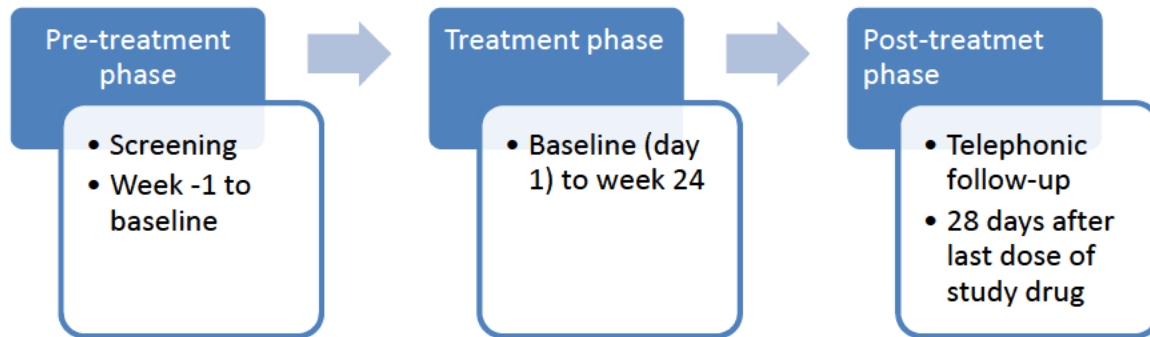 Pre-treatment
phase
• Screening
• Week -1 to
baseline
Treatment phase
• Baseline (day
1) to week 24
Post-treatmet
phase
• Telephonic
follow-up
• 28 days after
last dose of
study drug